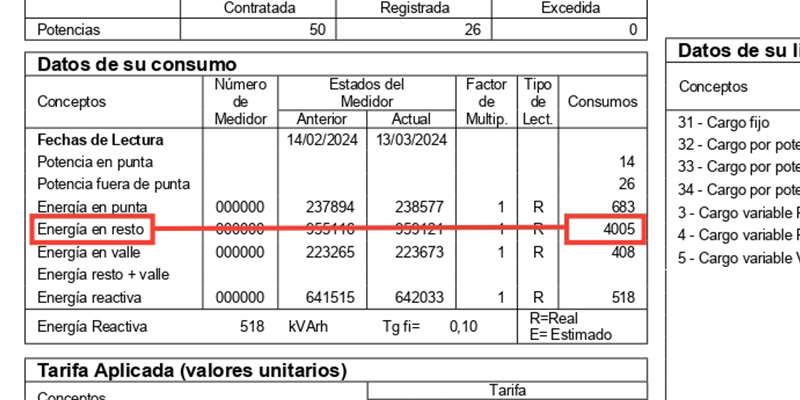 Contratada Registrada Excedida
Potencias 50 26 0
Datos de su consumo
Conceptos Número de Medidor Estados del Medidor Factor de Multip. Tipo de Lect. Consumos
Anterior Actual
Fechas de Lectura 14/02/2024 13/03/2024
Potencia en punta 14
Potencia fuera de punta 26
Energía en punta 000000 237894 238577 1 R 683
Energía en resto 000000 955116 959121 1 R 4005
Energía en valle 000000 223265 223673 1 R 408
Energía resto + valle
Energía reactiva 000000 641515 642033 1 R 518
Energía Reactiva 518 kVArh Tg fi= 0,10 R=Real
E= Estimado
Tarifa Aplicada (valores unitarios)
Conceptos Tarifa
Datos de su li
Conceptos
31 - Cargo fijo
32 - Cargo por pote
33 - Cargo por pote
34 - Cargo por pote
3 - Cargo variable P
4 - Cargo variable R
5 - Cargo variable V